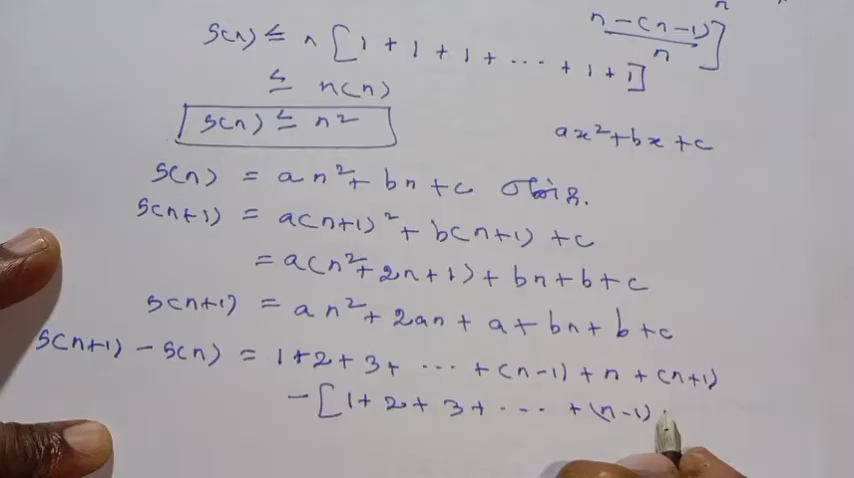 n
n-(n-1)/n ]
s(n) ≤ n [ 1 + 1 + 1 + ... + 1 + 1 ]
≤ n(n)
s(n) ≤ n²
ax² + bx + c
s(n) = an² + bn + c
s(n+1) = a(n+1)² + b(n+1) + c
= a(n² + 2n + 1) + bn + b + c
s(n+1) = an² + 2an + a + bn + b + c
s(n+1) - s(n) = 1 + 2 + 3 + ... + (n-1) + n + (n+1)
- [ 1 + 2 + 3 + ... + (n-1)